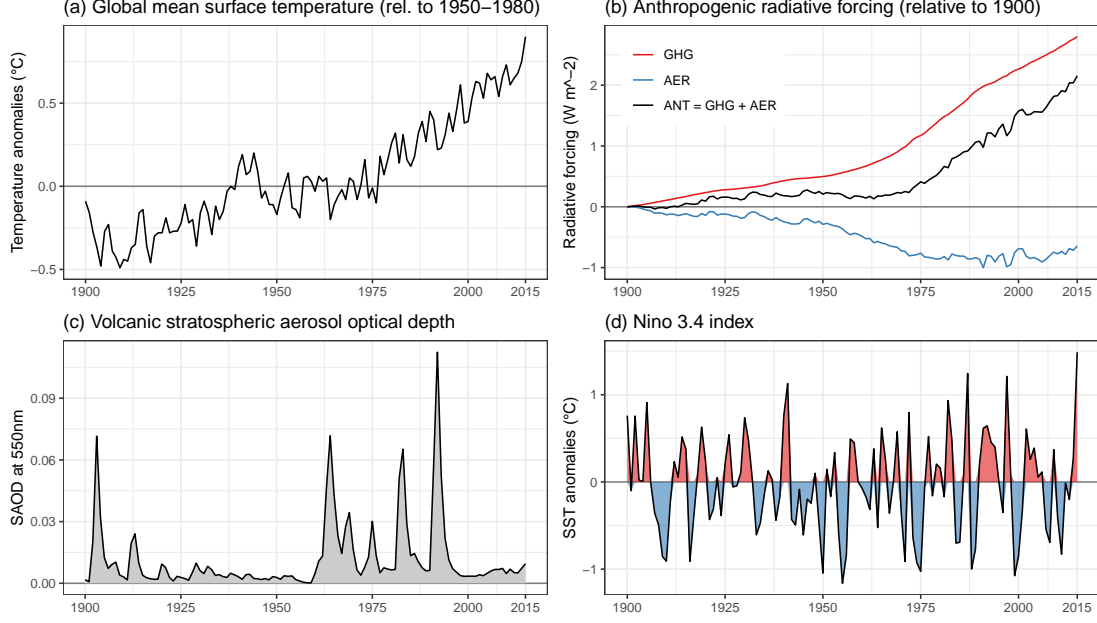 (a) Global mean surface temperature (rel. to 1950−1980)
Temperature anomalies (°C)
0.5
0.0
−0.5
1900 1925 1950 1975 2000 2015
(b) Anthropogenic radiative forcing (relative to 1900)
Radiative forcing (W m^−2)
GHG
AER
ANT = GHG + AER
2
1
0
−1
1900 1925 1950 1975 2000 2015
(c) Volcanic stratospheric aerosol optical depth
SAOD at 550nm
0.09
0.06
0.03
0.00
1900 1925 1950 1975 2000 2015
(d) Nino 3.4 index
SST anomalies (°C)
1
0
−1
1900 1925 1950 1975 2000 2015